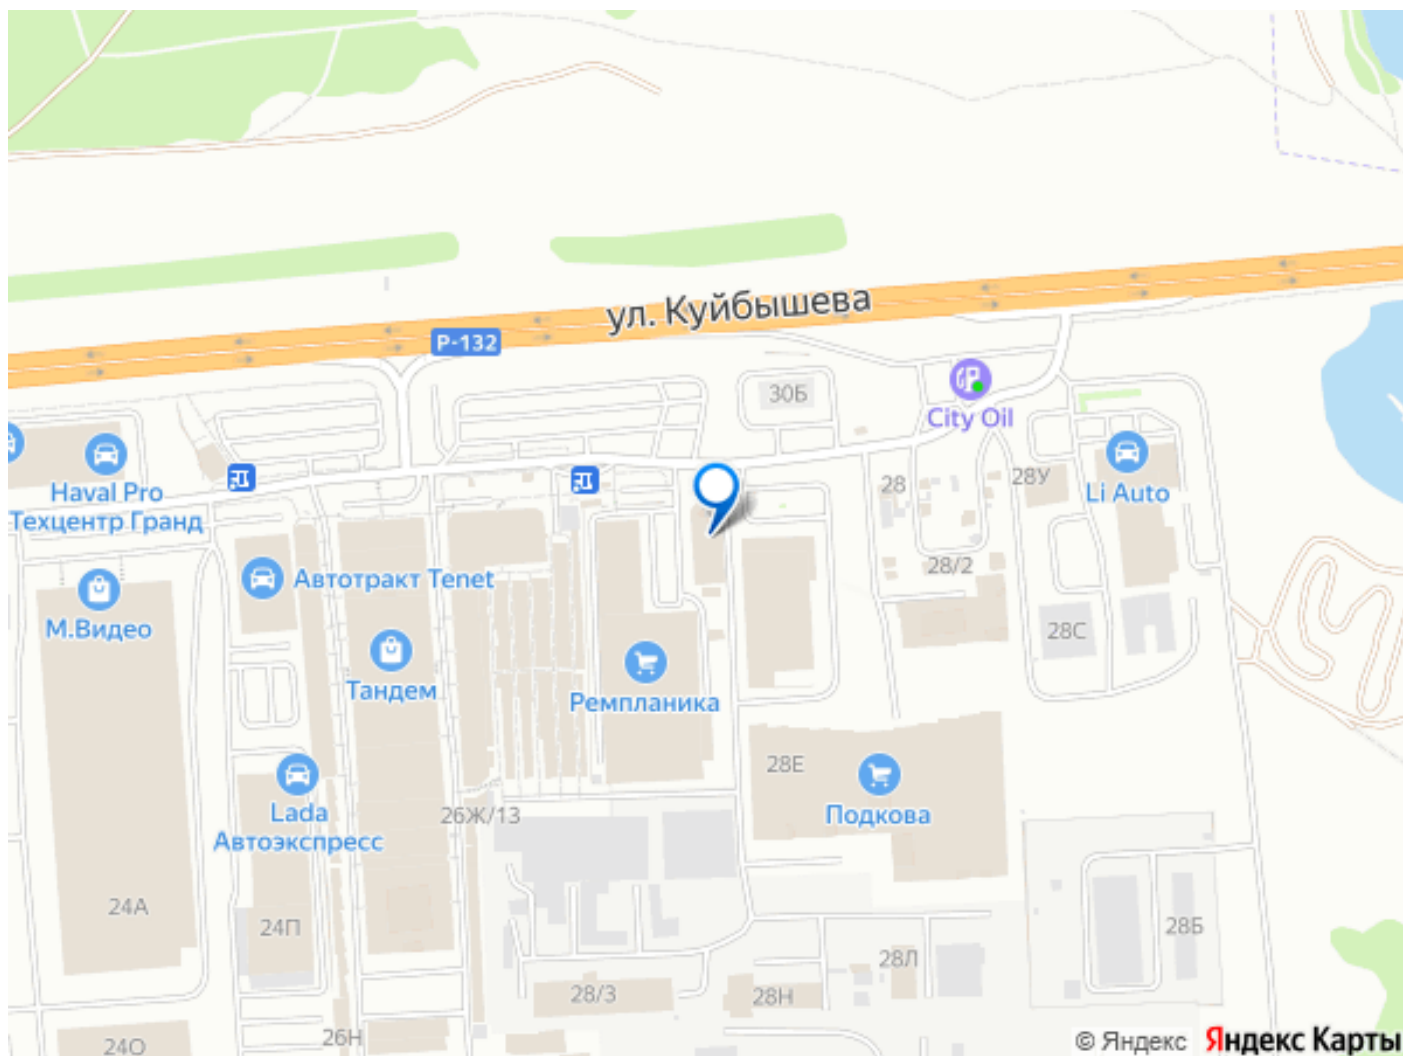 ул. Куйбышева
Р-132
30Б
City Oil
Haval Pro
Техцентр Гранд
28
28У
Li Auto
М.Видео
Автотракт Tenet
28/2
Тандем
Ремпланика
28С
28Е
Подкова
Lada
Автоэкспресс
26Ж/13
24А
24П
28Б
28Л
28/3
28Н
26Н
24О
© Яндекс
Яндекс Карты